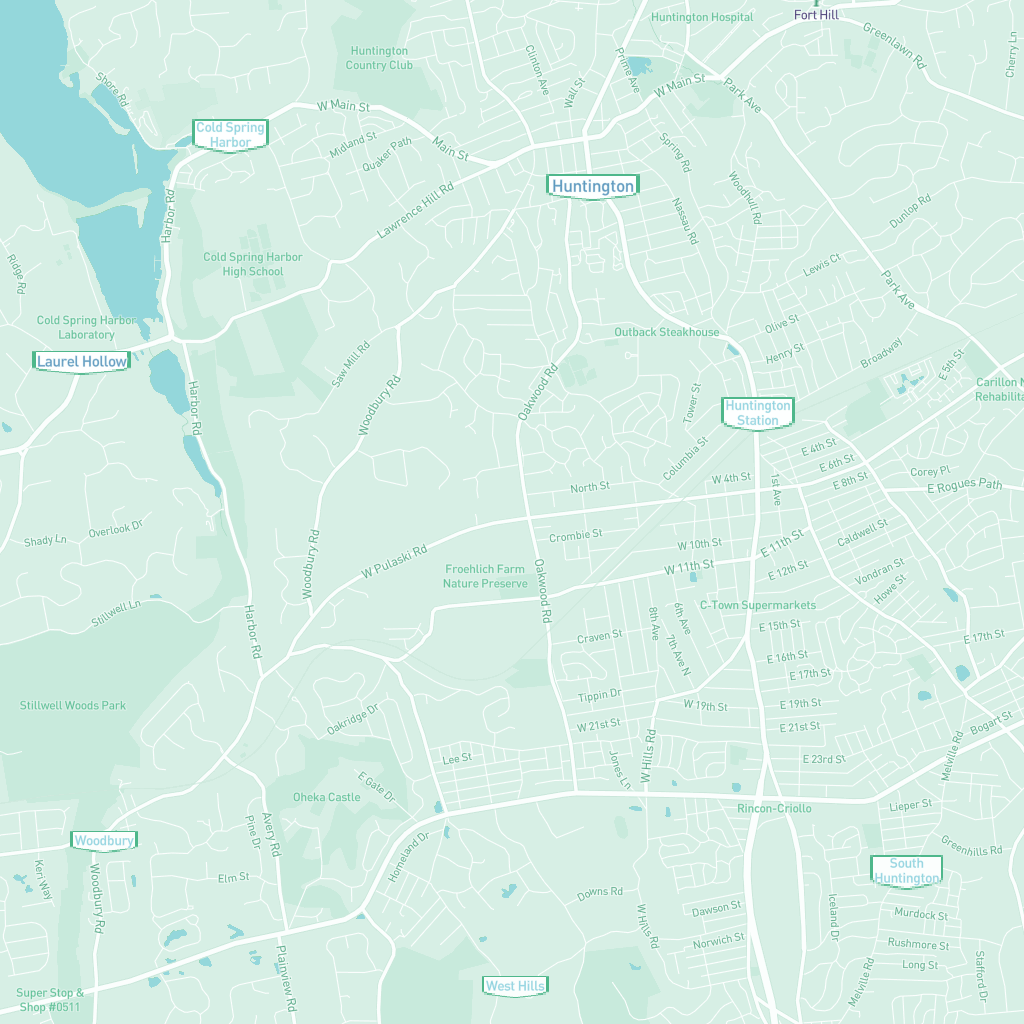 Huntington Hospital
Fort Hill
Greenlawn Rd
Cherry Ln
Huntington
Country Club
Clinton Ave
Prime Ave
Wall St
W Main St
Park Ave
Shore Rd
W Main St
Cold Spring
Harbor
Midland St
Quaker Path
Main St
Spring Rd
Huntington
Woodhull Rd
Lawrence Hill Rd
Harbor Rd
Nassau Rd
Dunlop Rd
Ridge Rd
Cold Spring Harbor
High School
Lewis Ct
Park Ave
Cold Spring Harbor
Laboratory
Outback Steakhouse
Olive St
Laurel Hollow
Saw Mill Rd
Henry St
Broadway
E 5th St
Carillon N
Rehabilita
Harbor Rd
Woodbury Rd
Oakwood Rd
Tower St
Huntington
Station
Columbia St
E 4th St
E 6th St
E 8th St
Corey Pl
W 4th St
North St
1st Ave
E Rogues Path
Overlook Dr
Shady Ln
Crombie St
W 10th St
E 11th St
Caldwell St
Woodbury Rd
W Pulaski Rd
Froehlich Farm
Nature Preserve
Oakwood Rd
W 11th St
E 12th St
Vondran St
Howe St
Stillwell Ln
Harbor Rd
C-Town Supermarkets
8th Ave
6th Ave
7th Ave N
Craven St
E 15th St
E 17th St
E 16th St
E 17th St
Stillwell Woods Park
Tippin Dr
W 19th St
E 19th St
Oakridge Dr
W 21st St
E 21st St
Bogart St
Lee St
Jones Ln
W Hills Rd
E 23rd St
Melville Rd
E Gate Dr
Oheka Castle
Rincon-Criollo
Lieper St
Woodbury
Pine Dr
Avery Rd
Homeland Dr
Greenhills Rd
South
Huntington
Keri Way
Woodbury Rd
Elm St
Downs Rd
Dawson St
Iceland Dr
Murdock St
W Hills Rd
Norwich St
Rushmore St
Long St
Stafford Dr
Melville Rd
Plainview Rd
West Hills
Super Stop &
Shop #0511